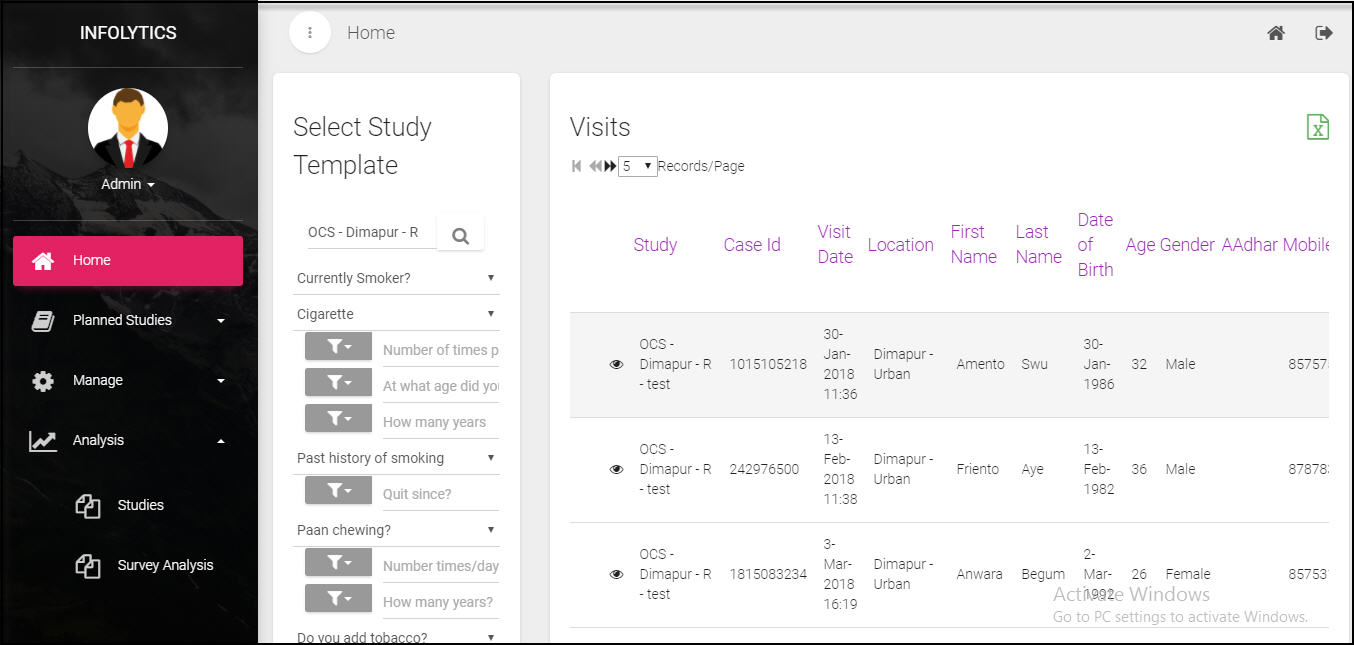 INFOLYTICS
Admin
Home
Planned Studies
Manage
Analysis
Studies
Survey Analysis
Home
Select Study
Template
OCS - Dimapur - R
Currently Smoker?
Cigarette
Number of times p
At what age did you
How many years
Past history of smoking
Quit since?
Paan chewing?
Number times/day
How many years?
Do you add tobacco?
Visits
5 Records/Page
Study Case Id Visit Date Location First Name Last Name Date of Birth Age Gender AAdhar Mobile
OCS - Dimapur - R - test 1015105218 30-Jan-2018 11:36 Dimapur - Urban Amento Swu 30-Jan-1986 32 Male 85757
OCS - Dimapur - R - test 242976500 13-Feb-2018 11:38 Dimapur - Urban Friento Aye 13-Feb-1982 36 Male 87878
OCS - Dimapur - R - test 1815083234 3-Mar-2018 16:19 Dimapur - Urban Anwara Begum 2-Mar-1992 26 Female 85753
Activate Windows
Go to PC settings to activate Windows.